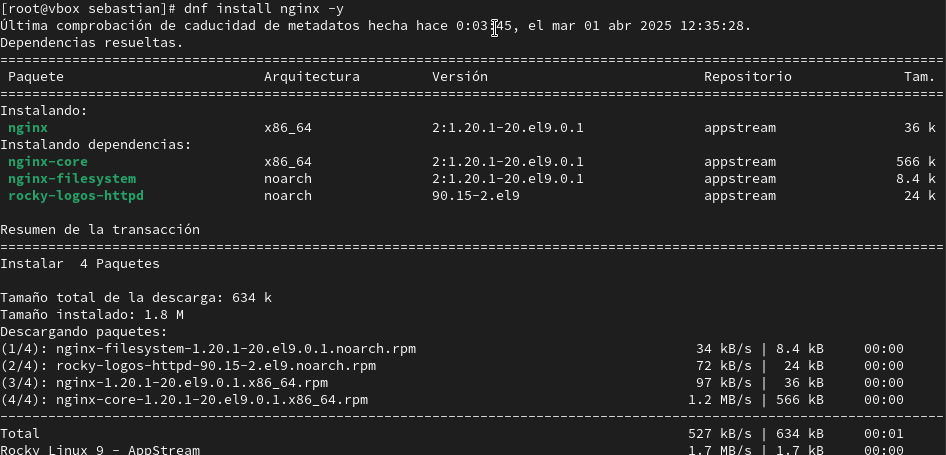 [root@vbox sebastian]# dnf install nginx -y
Última comprobación de caducidad de metadatos hecha hace 0:03:45, el mar 01 abr 2025 12:35:28.
Dependencias resueltas.
================================================================================
Paquete Arquitectura Versión Repositorio Tam.
================================================================================
Instalando:
nginx x86_64 2:1.20.1-20.el9.0.1 appstream 36 k
Instalando dependencias:
nginx-core x86_64 2:1.20.1-20.el9.0.1 appstream 566 k
nginx-filesystem noarch 2:1.20.1-20.el9.0.1 appstream 8.4 k
rocky-logos-httpd noarch 90.15-2.el9 appstream 24 k
Resumen de la transacción
================================================================================
Instalar 4 Paquetes
Tamaño total de la descarga: 634 k
Tamaño instalado: 1.8 M
Descargando paquetes:
(1/4): nginx-filesystem-1.20.1-20.el9.0.1.noarch.rpm 34 kB/s | 8.4 kB 00:00
(2/4): rocky-logos-httpd-90.15-2.el9.noarch.rpm 72 kB/s | 24 kB 00:00
(3/4): nginx-1.20.1-20.el9.0.1.x86_64.rpm 97 kB/s | 36 kB 00:00
(4/4): nginx-core-1.20.1-20.el9.0.1.x86_64.rpm 1.2 MB/s | 566 kB 00:00
--------------------------------------------------------------------------------
Total 527 kB/s | 634 kB 00:01
Rocky Linux 9 - AppStream 1.7 MB/s | 1.7 kB 00:00